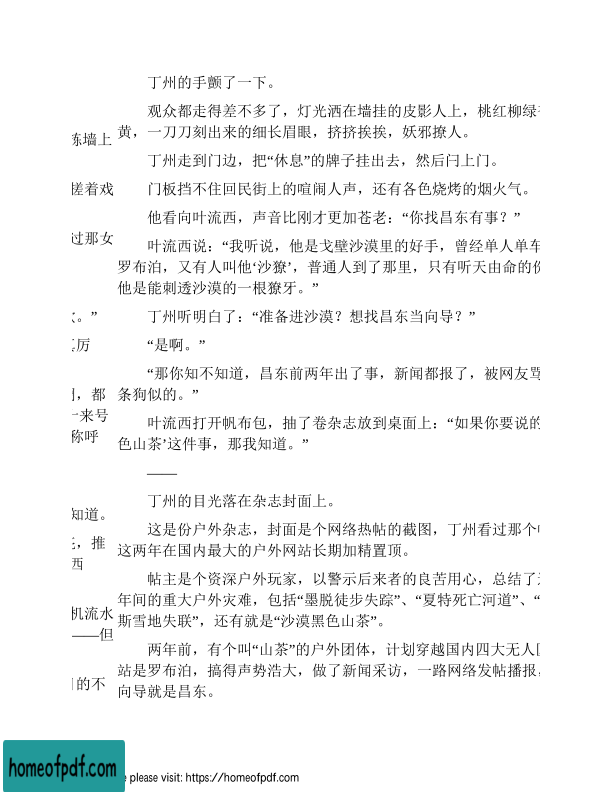 冻墙上
搓着戏
过那女
。”
厉
，都
来号
称呼
知道。
，推
西
机流水
——但
的不
丁州的手颤了一下。
观众都走得差不多了，灯光洒在墙挂的皮影人上，桃红柳绿
黄，一刀刀刻出来的细长眉眼，挤挤挨挨，妖邪撩人。
丁州走到门边，把“休息”的牌子挂出去，然后闩上门。
门板挡不住回民街上的喧闹人声，还有各色烧烤的烟火气。
他看向叶流西，声音比刚才更加苍老：“你找昌东有事？”
叶流西说：“我听说，他是戈壁沙漠里的好手，曾经单人单车
罗布泊，又有人叫他‘沙獠’，普通人到了那里，只有听天由命的份
他是能刺透沙漠的一根獠牙。”
丁州听明白了：“准备进沙漠？想找昌东当向导？”
“是啊。”
“那你知不知道，昌东前两年出了事，新闻都报了，被网友骂
条狗似的。”
叶流西打开帆布包，抽了卷杂志放到桌面上：“如果你要说的
色山茶’这件事，那我知道。”
——
丁州的目光落在杂志封面上。
这是份户外杂志，封面是个网络热帖的截图，丁州看过那个
这两年在国内最大的户外网站长期加精置顶。
帖主是个资深户外玩家，以警示后来者的良苦用心，总结了
年间的重大户外灾难，包括“墨脱徒步失踪”、“夏特死亡河道”、“
斯雪地失联”，还有就是“沙漠黑色山茶”。
两年前，有个叫“山茶”的户外团体，计划穿越国内四大无人区
站是罗布泊，搞得声势浩大，做了新闻采访，一路网络发帖播报，
向导就是昌东。
homeofpdf.com
e please visit: https://homeofpdf.com